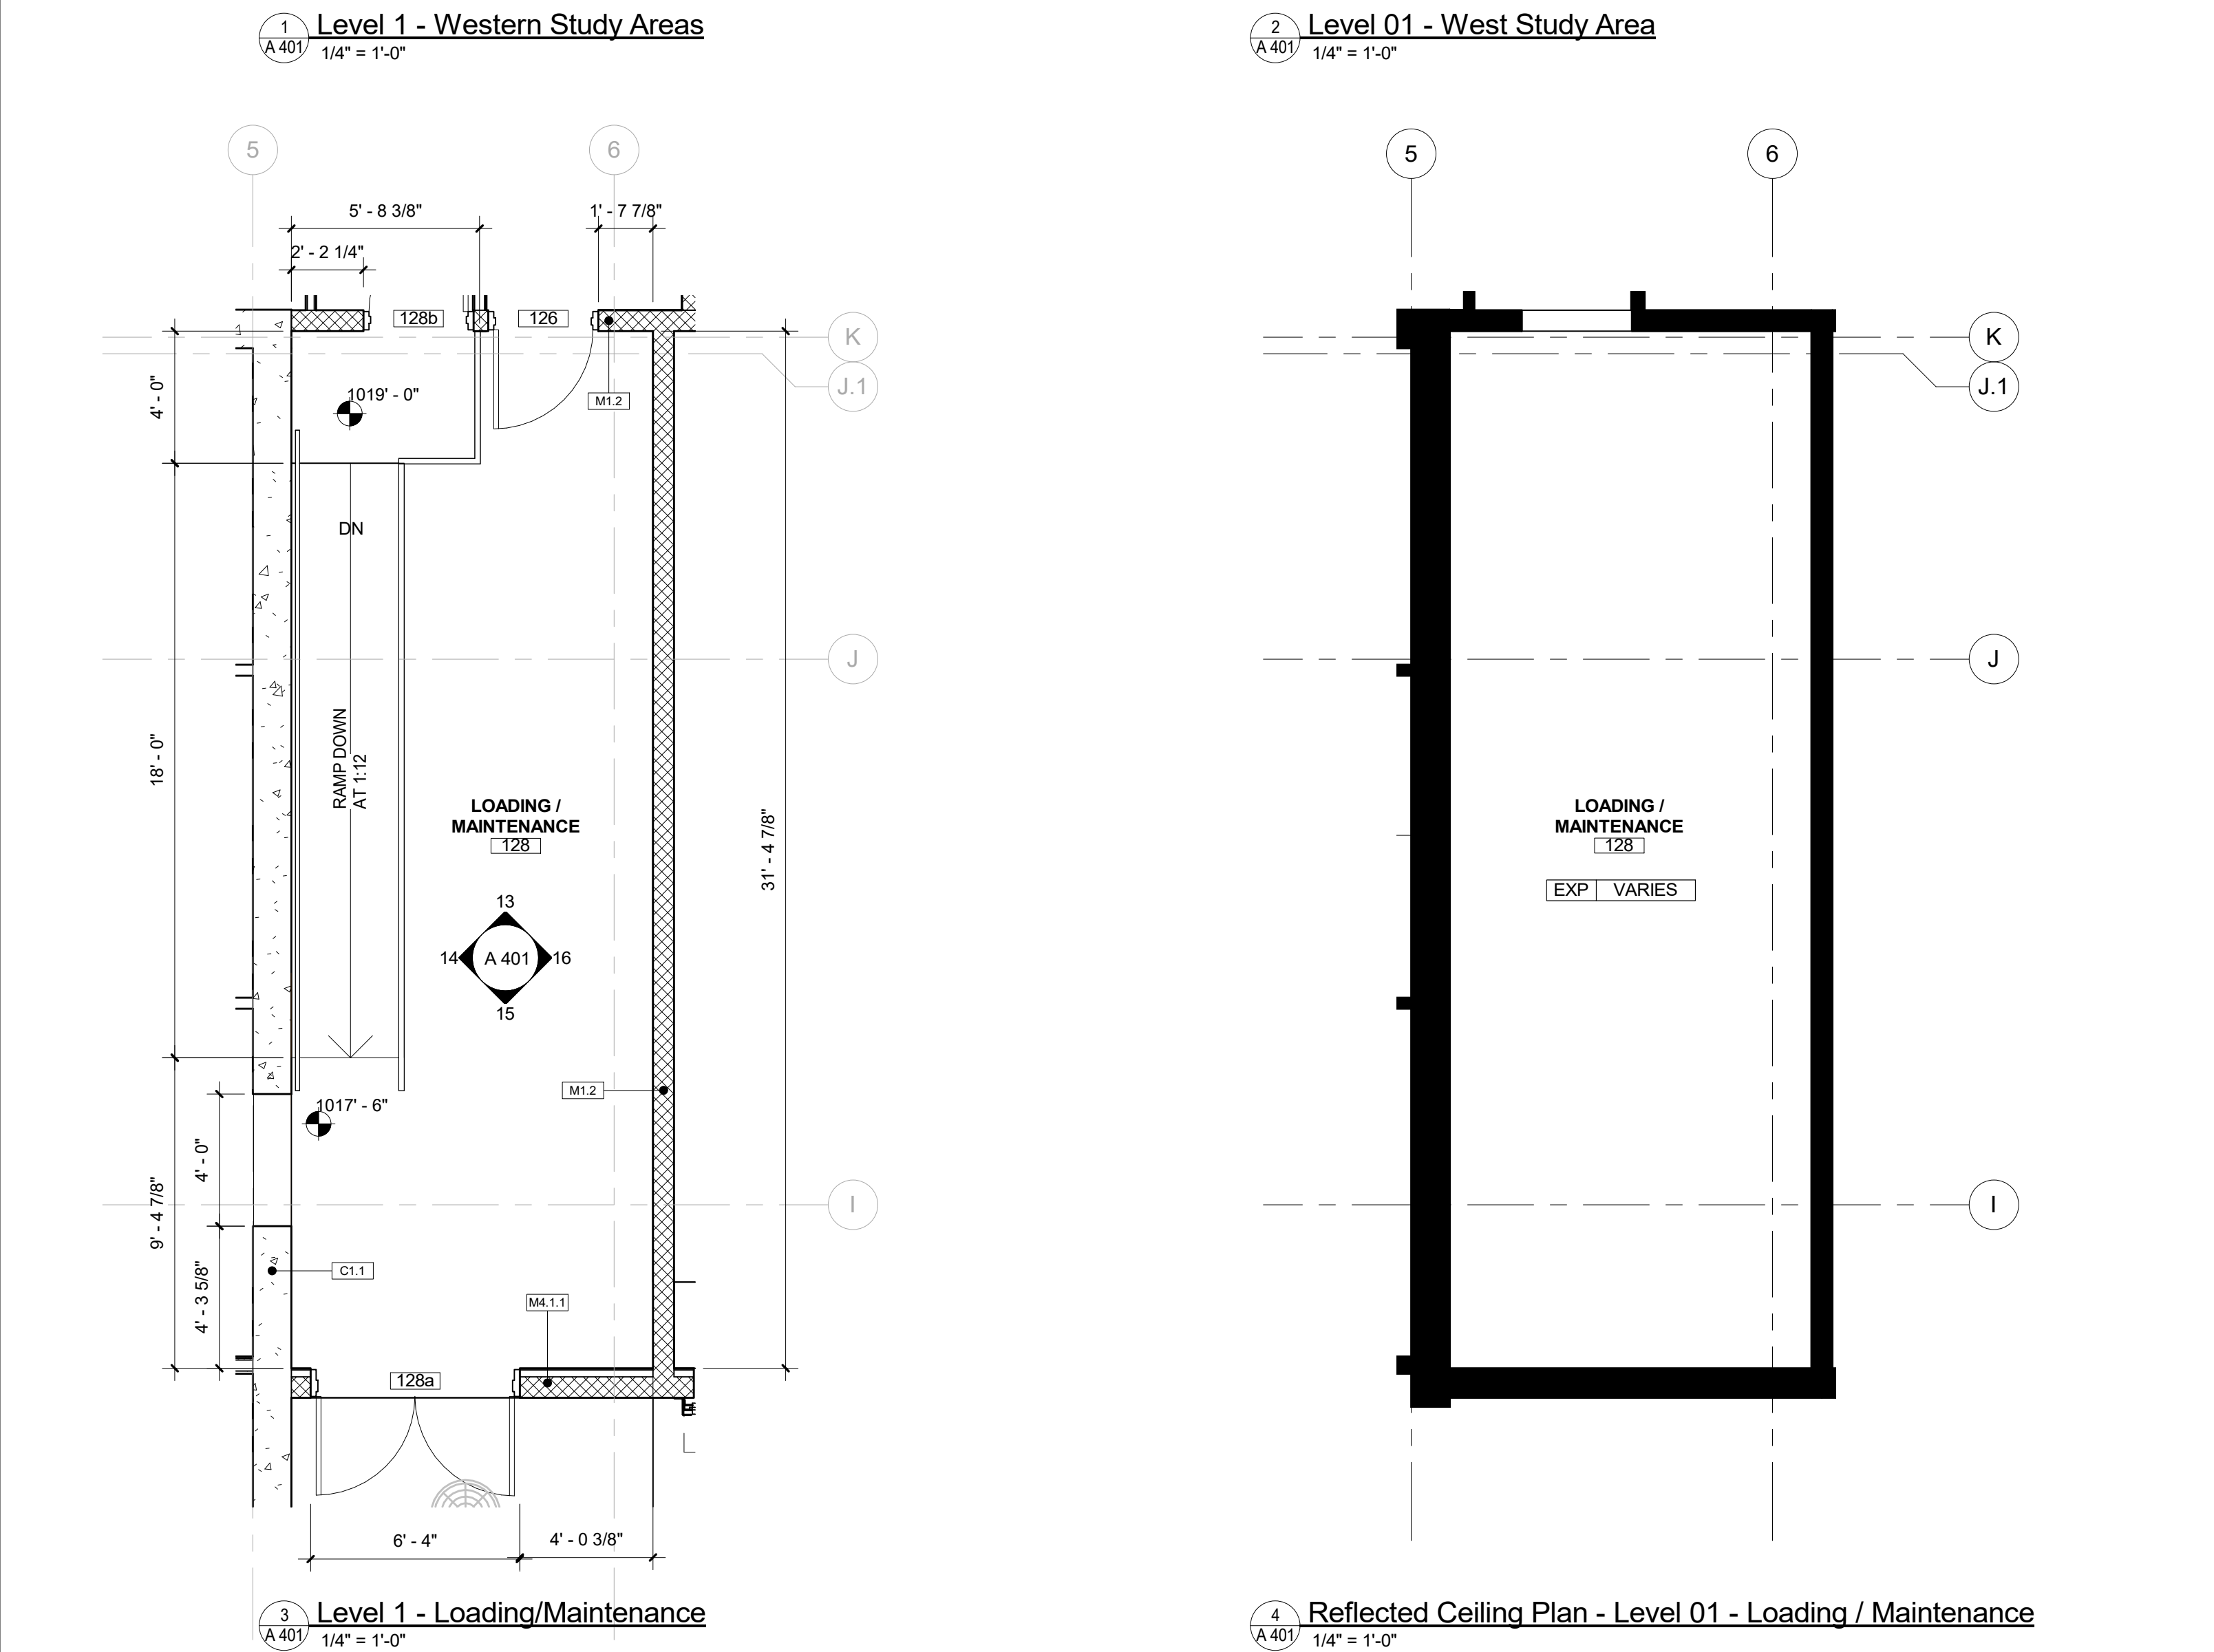 1
A 401
Level 1 - Western Study Areas
1/4" = 1'-0"
2
A 401
Level 01 - West Study Area
1/4" = 1'-0"
5
6
5' - 8 3/8"
1' - 7 7/8"
2' - 2 1/4"
128b
126
K
J.1
4' - 0"
1019' - 0"
M1.2
DN
J
18' - 0"
RAMP DOWN
AT 1:12
LOADING /
MAINTENANCE
128
31' - 4 7/8"
13
14
A 401
16
15
M1.2
1017' - 6"
4' - 0"
9' - 4 7/8"
I
C1.1
4' - 3 5/8"
M4.1.1
128a
6' - 4"
4' - 0 3/8"
3
A 401
Level 1 - Loading/Maintenance
1/4" = 1'-0"
5
6
K
J.1
J
LOADING /
MAINTENANCE
128
EXP VARIES
I
4
A 401
Reflected Ceiling Plan - Level 01 - Loading / Maintenance
1/4" = 1'-0"